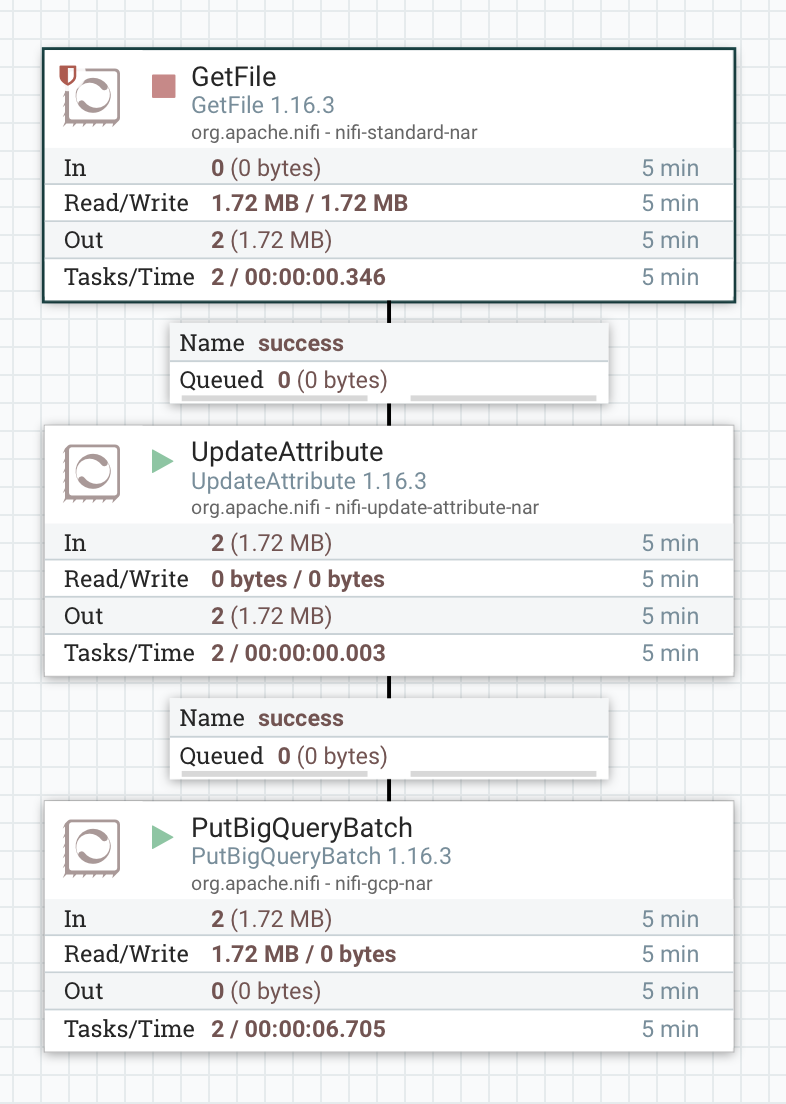 GetFile
GetFile 1.16.3
org.apache.nifi - nifi-standard-nar
In 0 (0 bytes) 5 min
Read/Write 1.72 MB / 1.72 MB 5 min
Out 2 (1.72 MB) 5 min
Tasks/Time 2 / 00:00:00.346 5 min
Name success
Queued 0 (0 bytes)
UpdateAttribute
UpdateAttribute 1.16.3
org.apache.nifi - nifi-update-attribute-nar
In 2 (1.72 MB) 5 min
Read/Write 0 bytes / 0 bytes 5 min
Out 2 (1.72 MB) 5 min
Tasks/Time 2 / 00:00:00.003 5 min
Name success
Queued 0 (0 bytes)
PutBigQueryBatch
PutBigQueryBatch 1.16.3
org.apache.nifi - nifi-gcp-nar
In 2 (1.72 MB) 5 min
Read/Write 1.72 MB / 0 bytes 5 min
Out 0 (0 bytes) 5 min
Tasks/Time 2 / 00:00:06.705 5 min